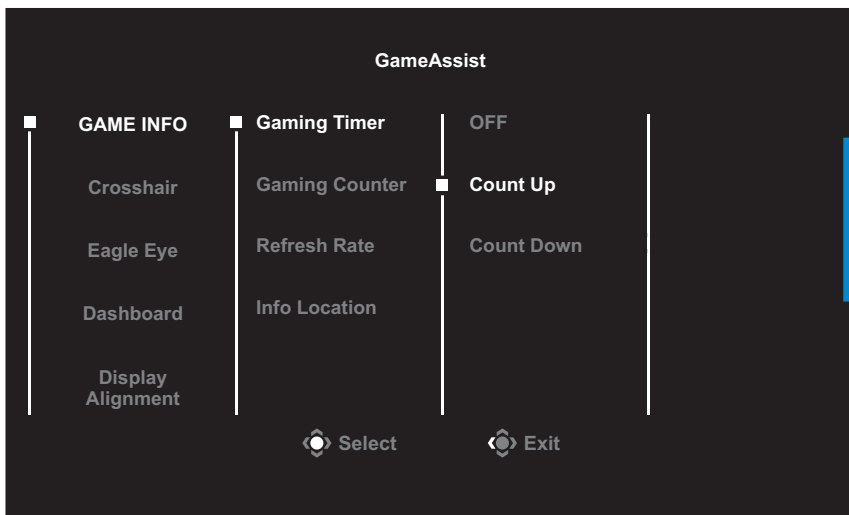 GameAssist
GAME INFO
Crosshair
Eagle Eye
Dashboard
Display
Alignment
Gaming Timer
Gaming Counter
Refresh Rate
Info Location
OFF
Count Up
Count Down
Select
Exit